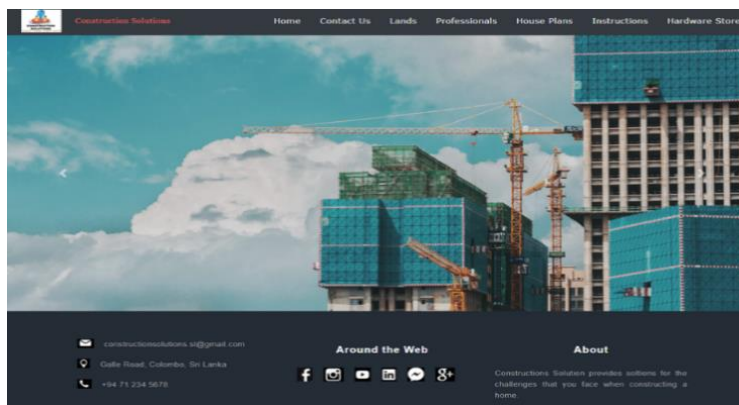 Construction Solutions
Home Contact Us Lands Professionals House Plans Instructions Hardware Store
constructionsolutions.sl@gmail.com
Galle Road, Colombo, Sri Lanka
+94 71 234 5678
Around the Web
About
Constructions Solution provides soltions for the
challenges that you face when constructing a
home.